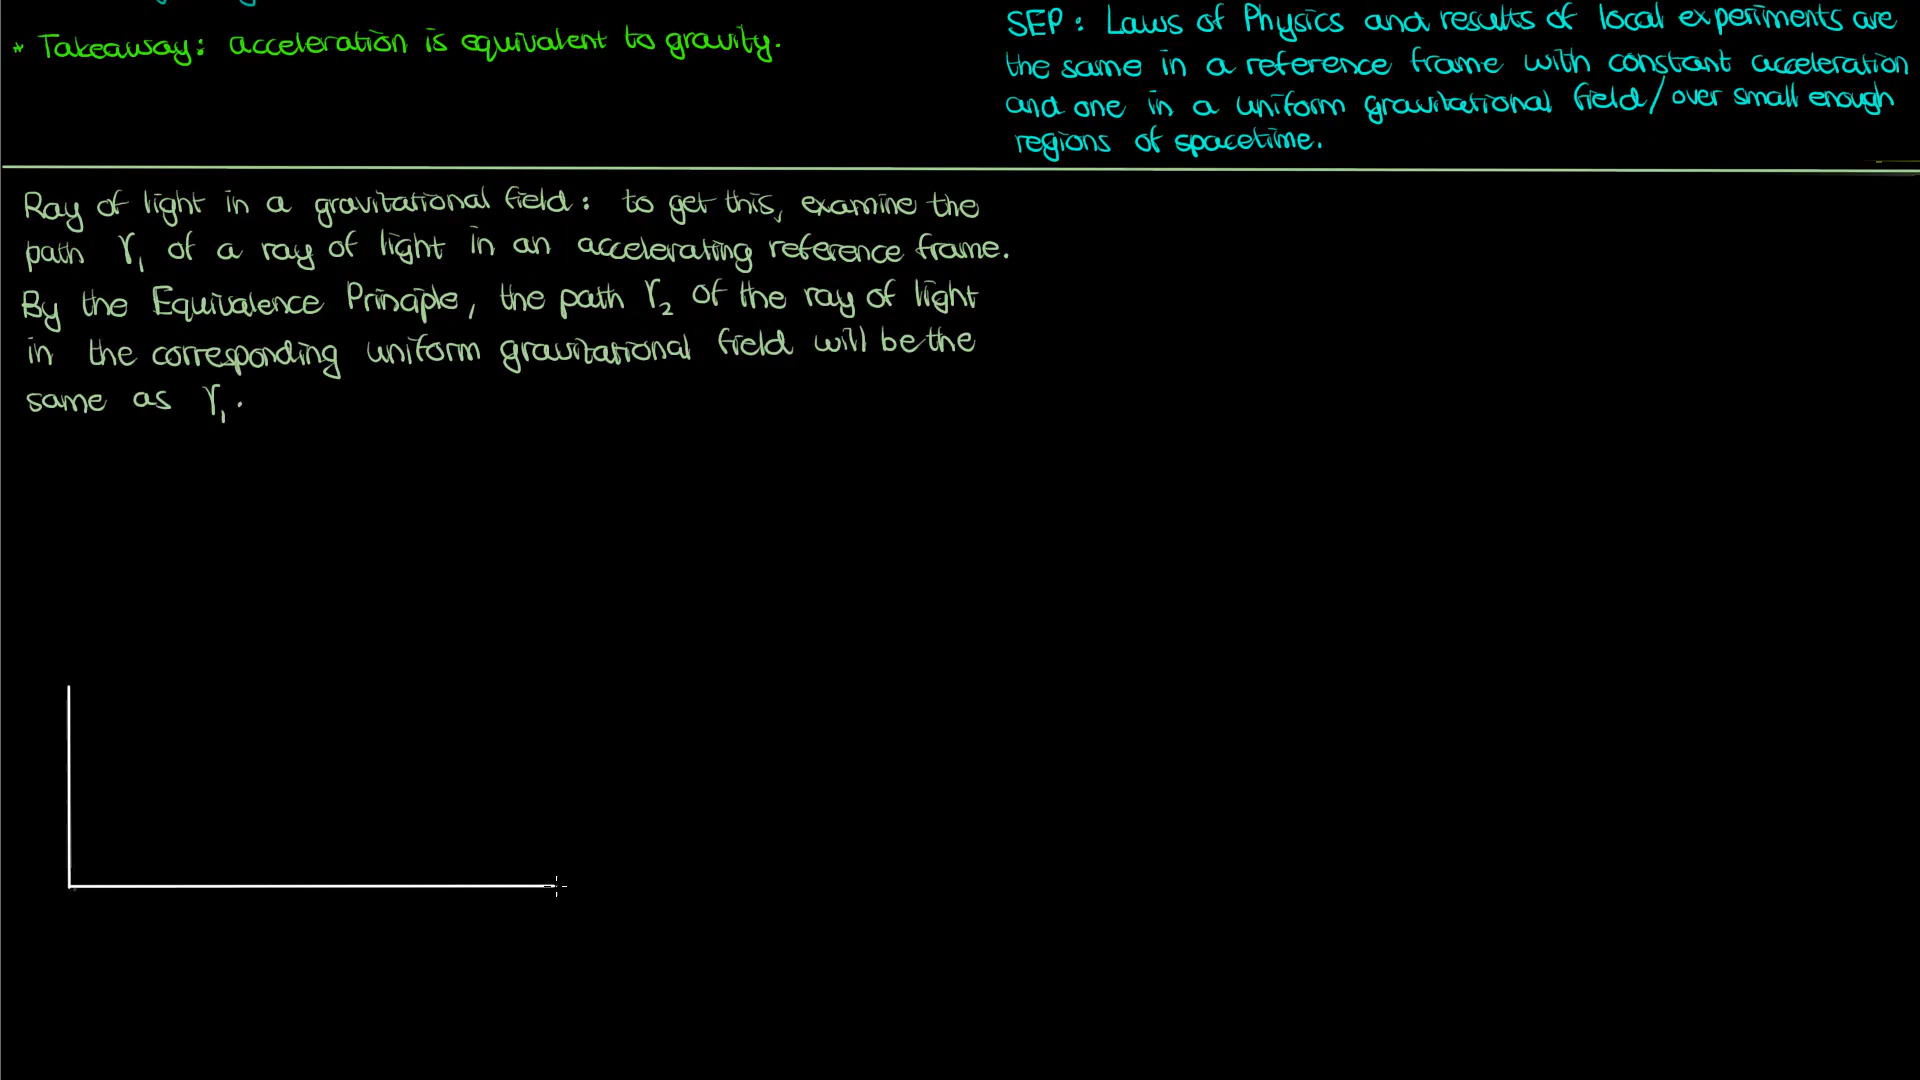 * Takeaway: acceleration is equivalent to gravity.
SEP: Laws of Physics and results of local experiments are
the same in a reference frame with constant acceleration
and one in a uniform gravitational field/over small enough
regions of spacetime.
Ray of light in a gravitational field: to get this, examine the
path γ₁ of a ray of light in an accelerating reference frame.
By the Equivalence Principle, the path γ₂ of the ray of light
in the corresponding uniform gravitational field will be the
same as γ₁.